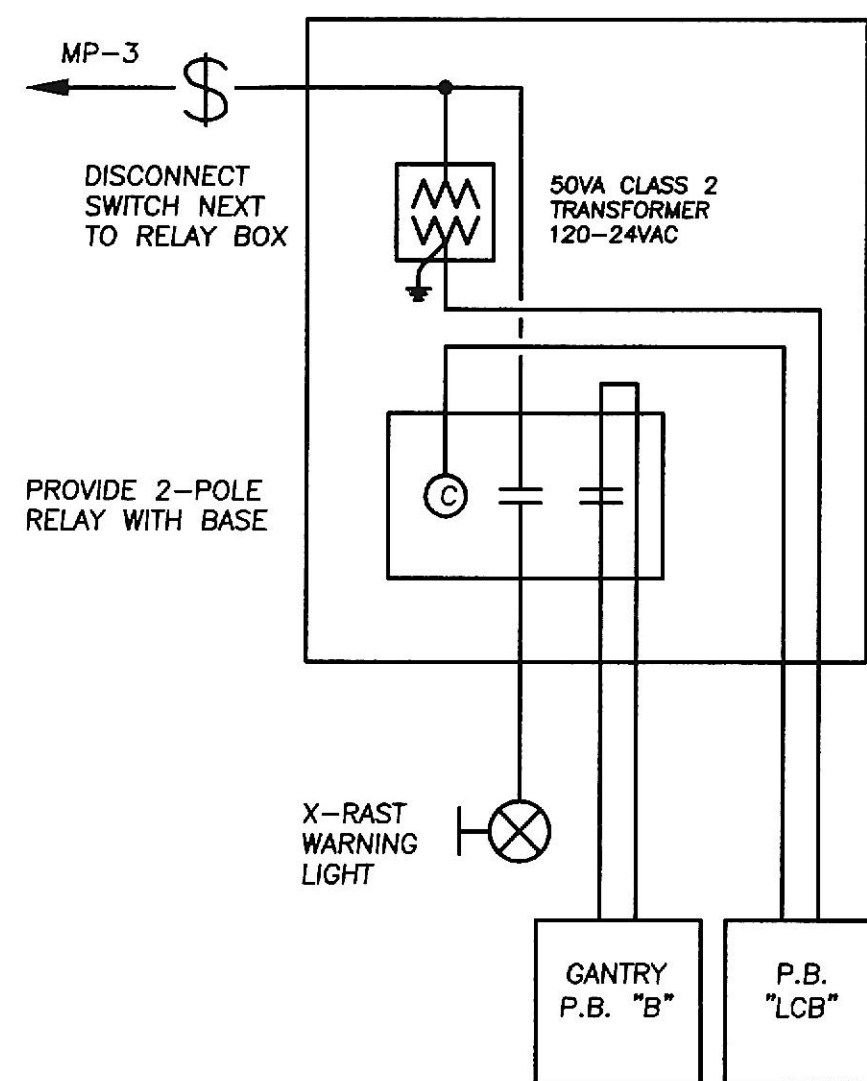 MP-3
DISCONNECT
SWITCH NEXT
TO RELAY BOX
50VA CLASS 2
TRANSFORMER
120-24VAC
PROVIDE 2-POLE
RELAY WITH BASE
C
X-RAST
WARNING
LIGHT
GANTRY
P.B. "B"
P.B.
"LCB"